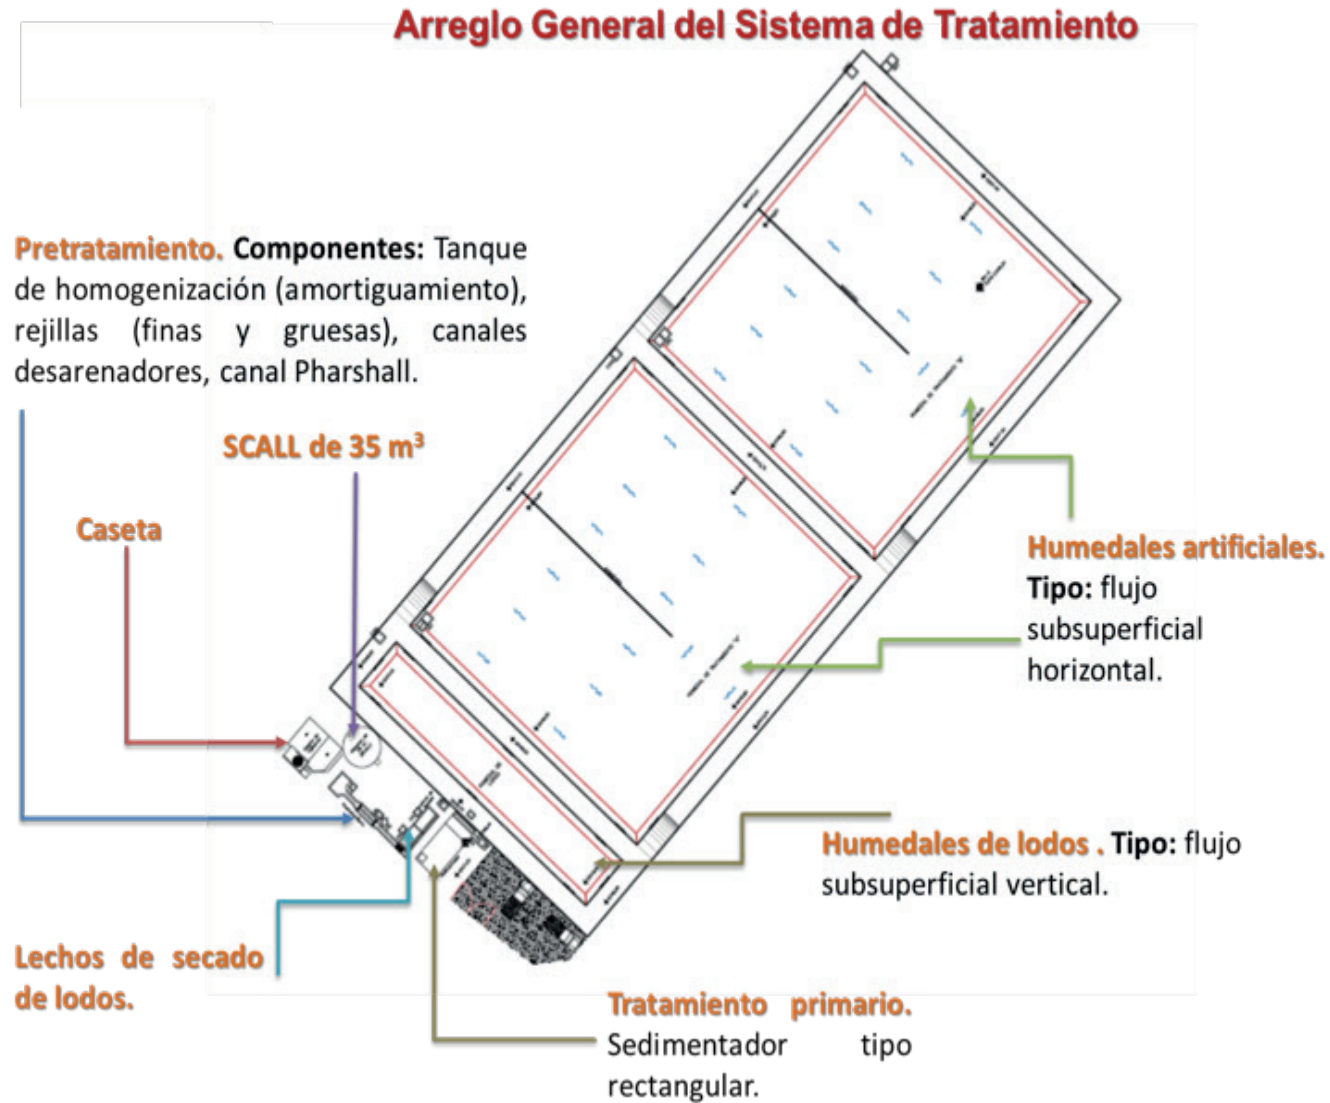 Arreglo General del Sistema de Tratamiento
Pretratamiento. Componentes: Tanque
de homogenización (amortiguamiento),
rejillas (finas y gruesas), canales
desarenadores, canal Pharshall.
SCALL de 35 m³
Caseta
Humedales artificiales.
Tipo: flujo
subsuperficial
horizontal.
Humedales de lodos . Tipo: flujo
subsuperficial vertical.
Lechos de secado
de lodos.
Tratamiento primario.
Sedimentador tipo
rectangular.